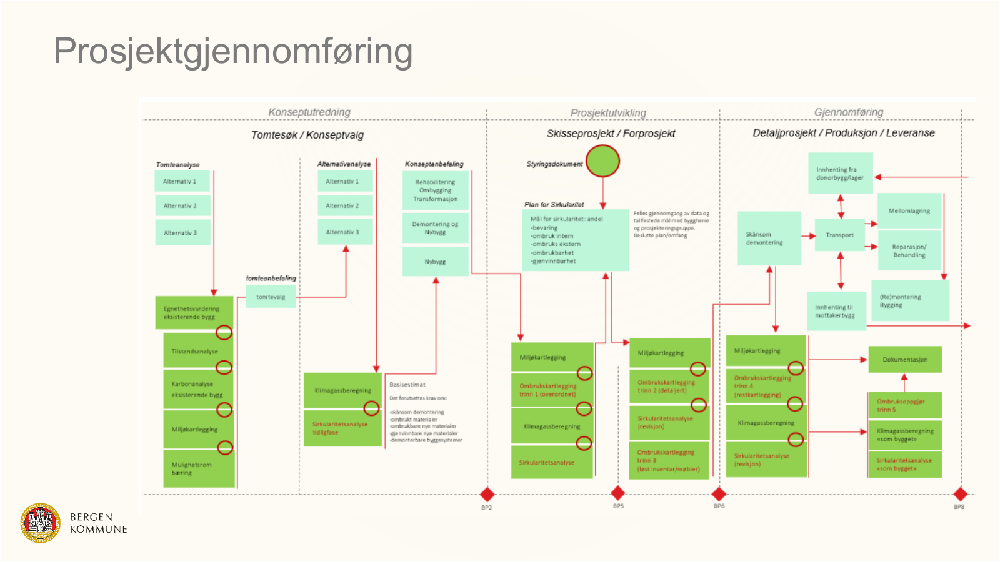 Prosjektgjennomføring
Konseptutredning
Tomtesøk / Konseptvalg
Tomteanalyse
Alternativ 1
Alternativ 2
Alternativ 3
Egnethetsvurdering
eksisterende bygg
Tilstandsanalyse
Karbonanalyse
eksisterende bygg
Miljøkartlegging
Mulighetsrom
bæring
tomteanbefaling
tomtevalg
Alternativanalyse
Alternativ 1
Alternativ 2
Alternativ 3
Klimagassberegning
Sirkularitetsanalyse
tidligfase
Konseptanbefaling
Rehabilitering
Ombygging
Transformasjon
Demontering og
Nybygg
Nybygg
Basisestimat
Det forutsettes krav om:
-skånsom demontering
-ombrukt materialer
-ombrukbare nye materialer
-gjenvinnbare nye materialer
-demonterbare byggesystemer
Prosjektutvikling
Skisseprosjekt / Forprosjekt
Styringsdokument
Plan for Sirkularitet
Mål for sirkularitet: andel
-bevaring
-ombruk intern
-ombruks ekstern
-ombrukbarhet
-gjenvinnbarhet
Felles gjennomgang av data og
tallfestede mål med byggherre
og prosjekteringsgruppe.
Beslutte plan/omfang
Miljøkartlegging
Ombrukskartlegging
trinn 1 (overordnet)
Klimagassberegning
Sirkularitetsanalyse
Miljøkartlegging
Ombrukskartlegging
trinn 2 (detaljert)
Sirkularitetsanalyse
(revisjon)
Ombrukskartlegging
trinn 3
(løst inventar/møbler)
Gjennomføring
Detaljprosjekt / Produksjon / Leveranse
Innhenting fra
donorbygg/lager
Mellomlagring
Skånsom
demontering
Transport
Reparasjon/
Behandling
Innhenting til
mottakerbygg
(Re)montering
Bygging
Miljøkartlegging
Ombrukskartlegging
trinn 4
(restkartlegging)
Klimagassberegning
Sirkularitetsanalyse
(revisjon)
Dokumentasjon
Ombruksoppgjør
trinn 5
Klimagassberegning
«som bygget»
Sirkularitetsanalyse
«som bygget»
BP2
BP5
BP6
BP8
BERGEN
KOMMUNE